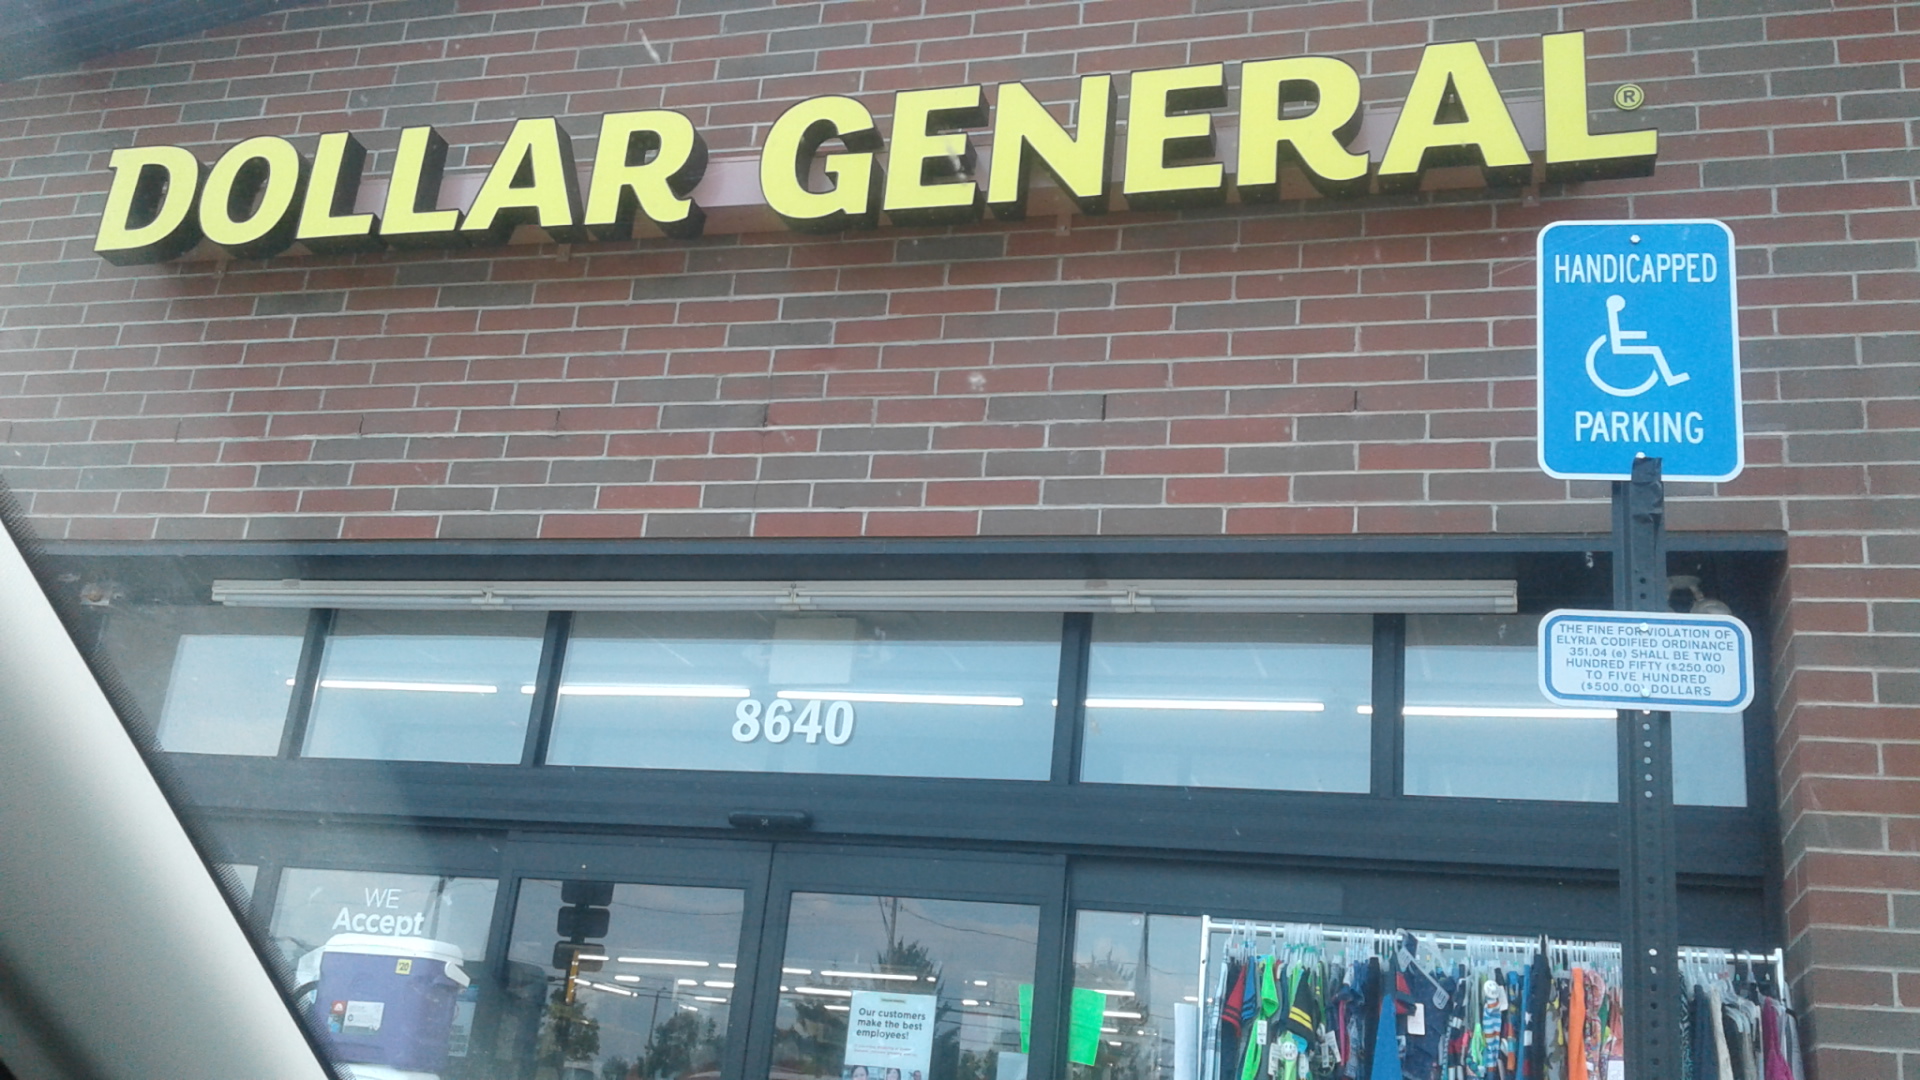 DOLLAR GENERAL®
HANDICAPPED
PARKING
THE FINE FOR VIOLATION OF
ELYRIA CODIFIED ORDINANCE
351.04 (e) SHALL BE TWO
HUNDRED FIFTY ($250.00)
TO FIVE HUNDRED
($500.00) DOLLARS
8640
WE
Accept
$20
Our customers
make the best
employees!